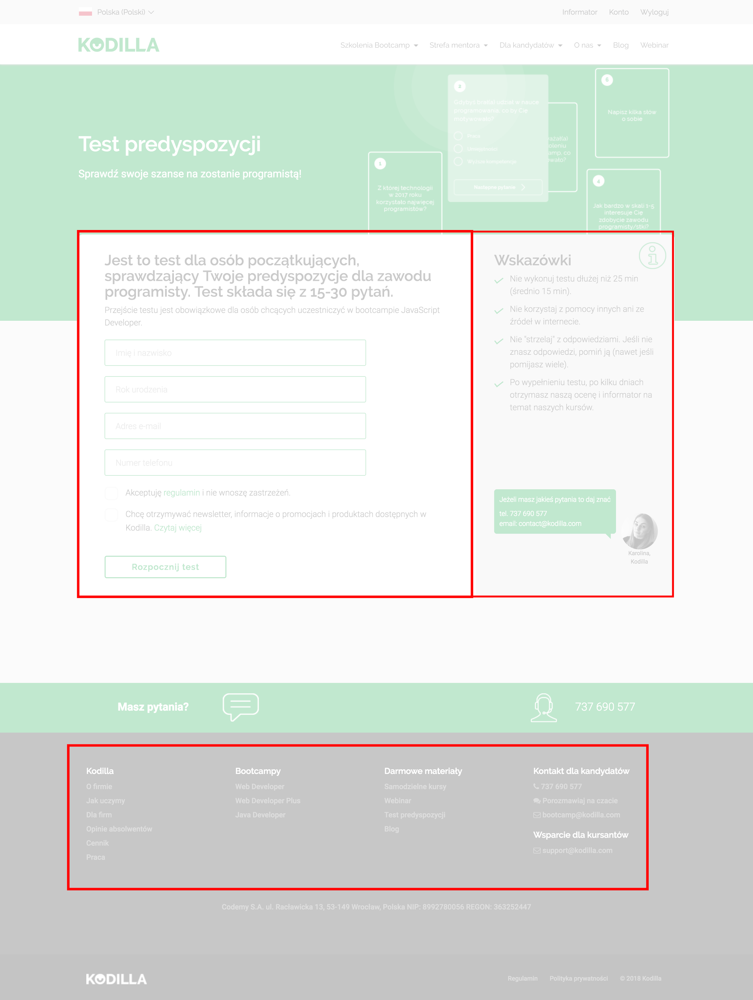 Polska (Polski)
Informator Konto Wyloguj
KODILLA
Szkolenia Bootcamp Strefa mentora Dla kandydatów O nas Blog Webinar
Test predyspozycji
Sprawdź swoje szanse na zostanie programistą!
1
Z której technologii
w 2017 roku
korzystało najwięcej
programistów?
2
Gdybyś brał(a) udział w nauce
programowania, co by Cię
motywowało?
Praca
Umiejętności
Wyższe kompetencje
Następne pytanie
6
Napisz kilka słów
o sobie
4
Jak bardzo w skali 1-5
interesuje Cię
zdobycie zawodu
programisty/stki?
Jest to test dla osób początkujących,
sprawdzający Twoje predyspozycje dla zawodu
programisty. Test składa się z 15-30 pytań.
Przejście testu jest obowiązkowe dla osób chcących uczestniczyć w bootcampie JavaScript
Developer.
Imię i nazwisko
Rok urodzenia
Adres e-mail
Numer telefonu
Akceptuję regulamin i nie wnoszę zastrzeżeń.
Chcę otrzymywać newsletter, informacje o promocjach i produktach dostępnych w
Kodilla. Czytaj więcej
Rozpocznij test
Wskazówki
Nie wykonuj testu dłużej niż 25 min
(średnio 15 min).
Nie korzystaj z pomocy innych ani ze
źródeł w internecie.
Nie "strzelaj" z odpowiedziami. Jeśli nie
znasz odpowiedzi, pomiń ją (nawet jeśli
pomijasz wiele).
Po wypełnieniu testu, po kilku dniach
otrzymasz naszą ocenę i informator na
temat naszych kursów.
Jeżeli masz jakieś pytania to daj znać
tel. 737 690 577
email: contact@kodilla.com
Karolina,
Kodilla
Masz pytania?
737 690 577
Kodilla
O firmie
Jak uczymy
Dla firm
Opinie absolwentów
Cennik
Praca
Bootcampy
Web Developer
Web Developer Plus
Java Developer
Darmowe materiały
Samodzielne kursy
Webinar
Test predyspozycji
Blog
Kontakt dla kandydatów
737 690 577
Porozmawiaj na czacie
bootcamp@kodilla.com
Wsparcie dla kursantów
support@kodilla.com
Codemy S.A. ul. Racławicka 13, 53-149 Wrocław, Polska NIP: 8992780056 REGON: 363252447
KODILLA
Regulamin Polityka prywatności © 2018 Kodilla